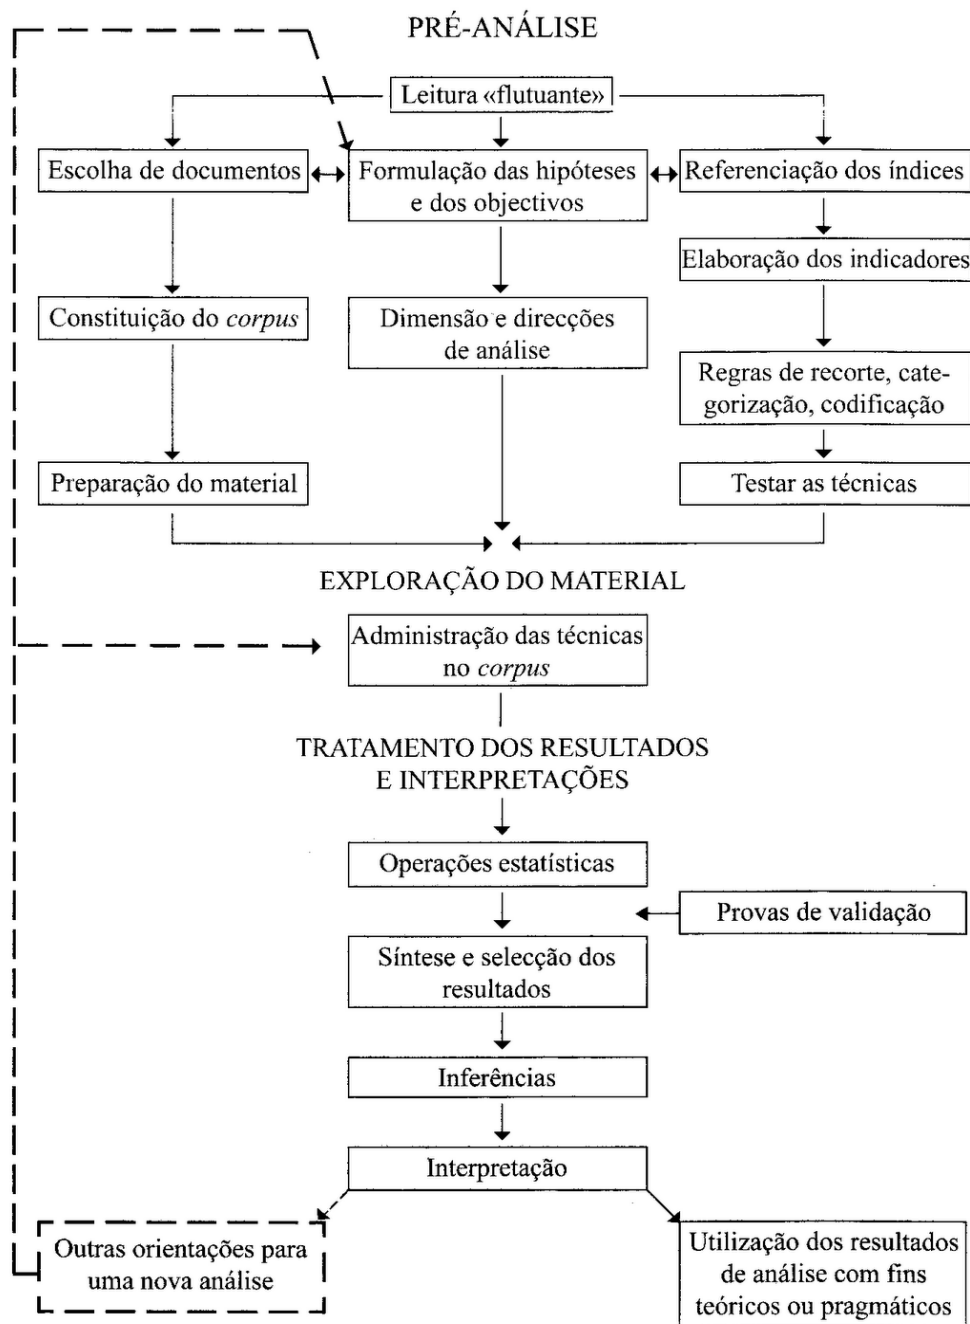 PRÉ-ANÁLISE
Leitura «flutuante»
Escolha de documentos
Formulação das hipóteses
e dos objectivos
Referenciação dos índices
Elaboração dos indicadores
Constituição do corpus
Dimensão e direcções
de análise
Regras de recorte, cate-
gorização, codificação
Preparação do material
Testar as técnicas
EXPLORAÇÃO DO MATERIAL
Administração das técnicas
no corpus
TRATAMENTO DOS RESULTADOS
E INTERPRETAÇÕES
Operações estatísticas
Provas de validação
Síntese e selecção dos
resultados
Inferências
Interpretação
Outras orientações para
uma nova análise
Utilização dos resultados
de análise com fins
teóricos ou pragmáticos